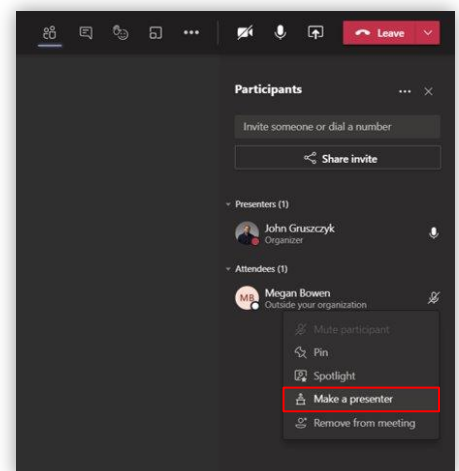 Leave
Participants
Invite someone or dial a number
Share invite
Presenters (1)
John Gruszczyk
Organizer
Attendees (1)
MB
Megan Bowen
Outside your organization
Mute participant
Pin
Spotlight
Make a presenter
Remove from meeting